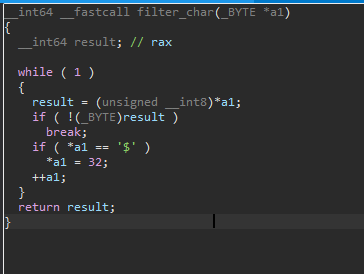 __int64 __fastcall filter_char(_BYTE *a1)
{
  __int64 result; // rax

  while ( 1 )
  {
    result = (unsigned __int8)*a1;
    if ( !(_BYTE)result )
      break;
    if ( *a1 == '$' )
      *a1 = 32;
    ++a1;
  }
  return result;
}